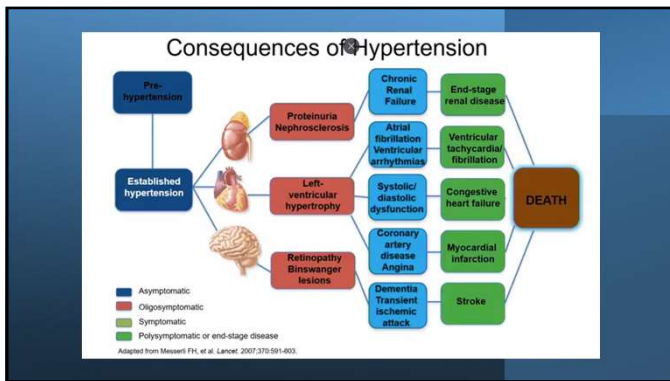 Consequences of Hypertension
Pre-
hypertension
Established
hypertension
Proteinuria
Nephrosclerosis
Left-
ventricular
hypertrophy
Retinopathy
Binswanger
lesions
Chronic
Renal
Failure
Atrial
fibrillation
Ventricular
arrhythmias
Systolic/
diastolic
dysfunction
Coronary
artery
disease
Angina
Dementia
Transient
ischemic
attack
End-stage
renal disease
Ventricular
tachycardia/
fibrillation
Congestive
heart failure
Myocardial
infarction
Stroke
DEATH
Asymptomatic
Oligosymptomatic
Symptomatic
Polysymptomatic or end-stage disease
Adapted from Messerli FH, et al. Lancet. 2007;370:591-603.